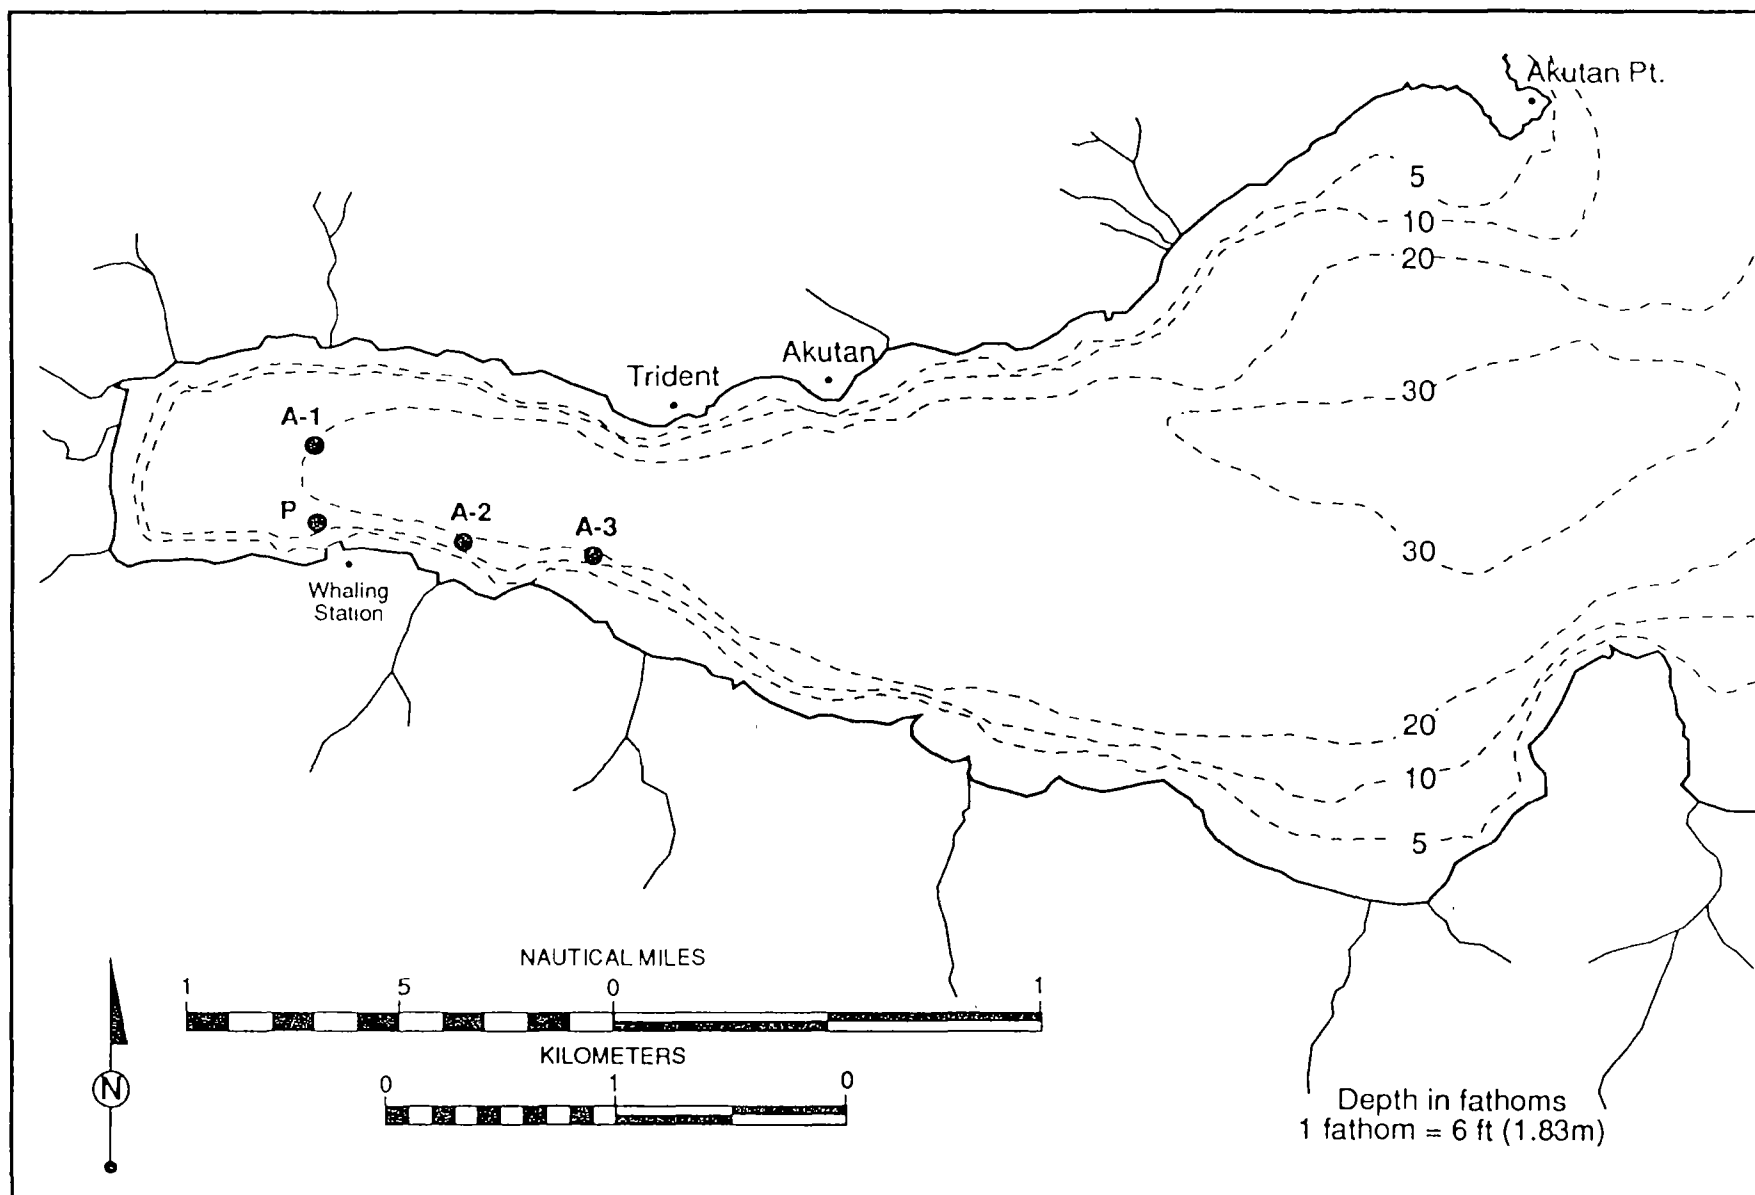 Akutan Pt.
5
10
20
Akutan
Trident
30
A-1
P
A-2
A-3
30
Whaling
Station
20
10
5
NAUTICAL MILES
1 5 0 1
KILOMETERS
0 1 0
N
Depth in fathoms
1 fathom = 6 ft (1.83m)